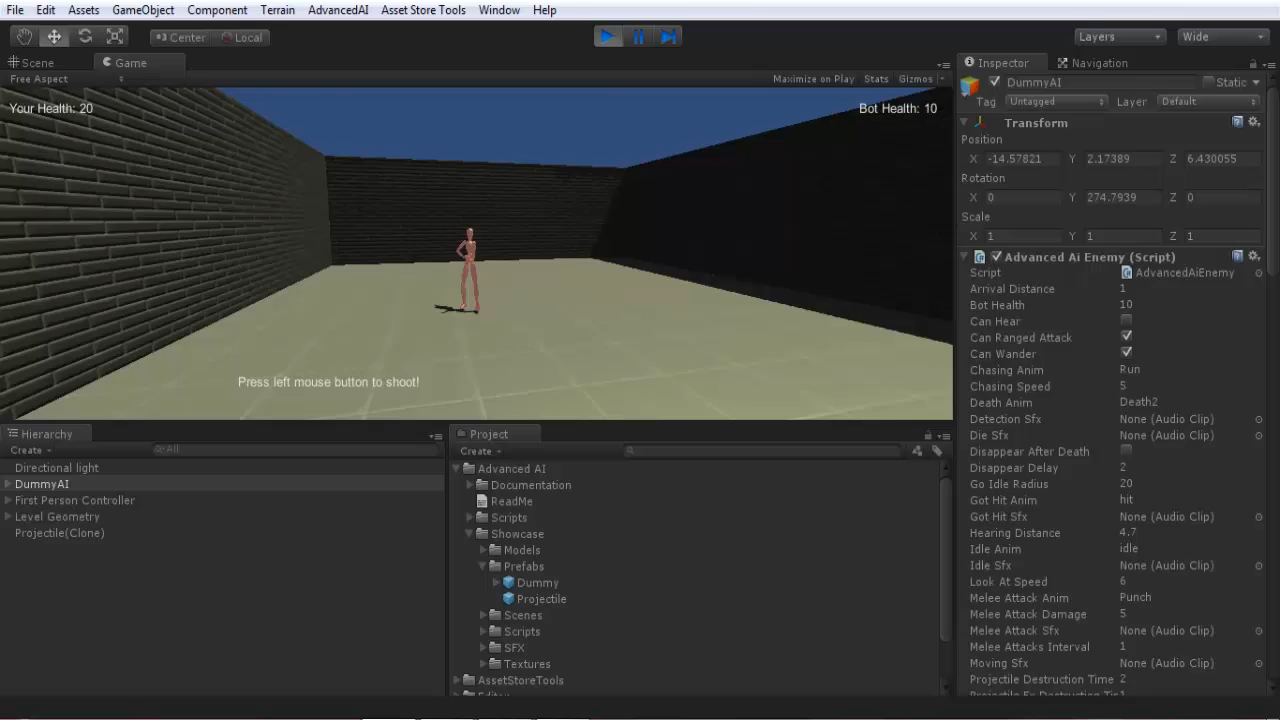 File Edit Assets GameObject Component Terrain AdvancedAI Asset Store Tools Window Help
Center Local Layers Wide
Scene Game Inspector Navigation
Free Aspect Maximize on Play Stats Gizmos
DummyAI Static
Tag Untagged Layer Default
Your Health: 20 Bot Health: 10
Transform
Position
X -14.57821 Y 2.17389 Z 6.430055
Rotation
X 0 Y 274.7939 Z 0
Scale
X 1 Y 1 Z 1
Advanced Ai Enemy (Script)
Script AdvancedAiEnemy
Arrival Distance 1
Bot Health 10
Can Hear
Can Ranged Attack
Can Wander
Chasing Anim Run
Chasing Speed 5
Death Anim Death2
Detection Sfx None (Audio Clip)
Die Sfx None (Audio Clip)
Disappear After Death
Disappear Delay 2
Go Idle Radius 20
Got Hit Anim hit
Got Hit Sfx None (Audio Clip)
Hearing Distance 4.7
Idle Anim idle
Idle Sfx None (Audio Clip)
Look At Speed 6
Melee Attack Anim Punch
Melee Attack Damage 5
Melee Attack Sfx None (Audio Clip)
Melee Attacks Interval 1
Moving Sfx None (Audio Clip)
Projectile Destruction Time 2
Press left mouse button to shoot!
Hierarchy
Create All
Directional light
DummyAI
First Person Controller
Level Geometry
Projectile(Clone)
Project
Create
Advanced AI
Documentation
ReadMe
Scripts
Showcase
Models
Prefabs
Dummy
Projectile
Scenes
Scripts
SFX
Textures
AssetStoreTools